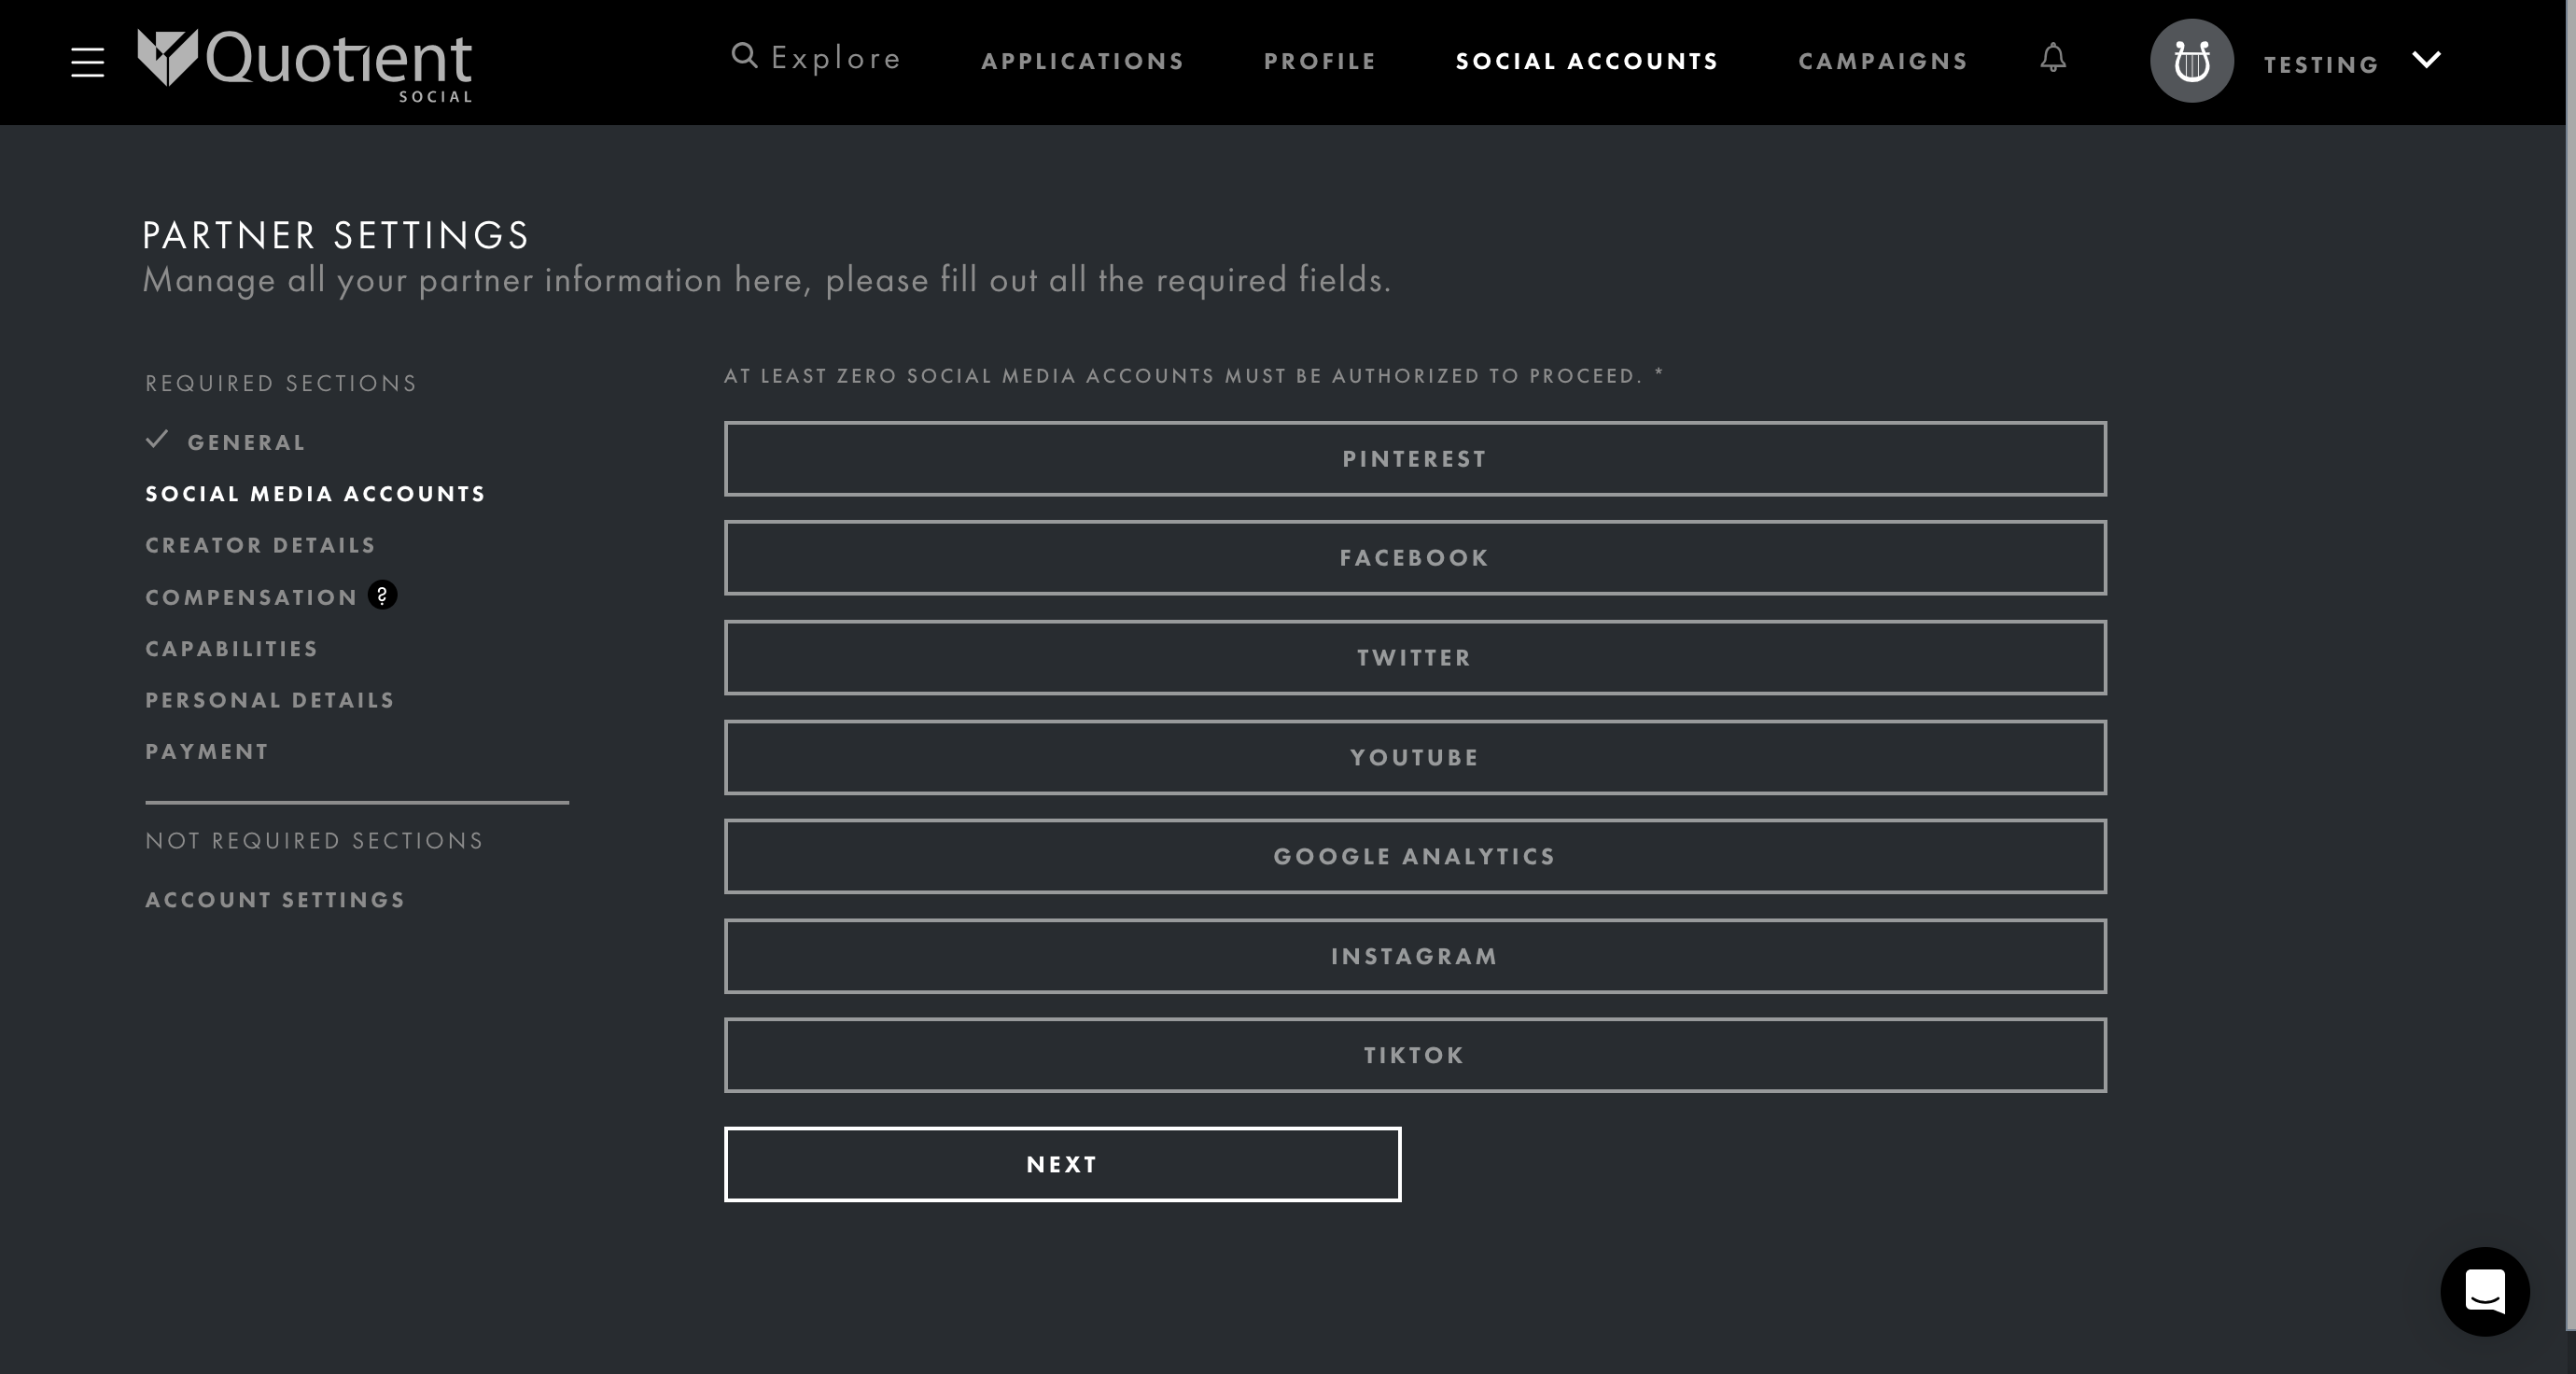 Quotient
SOCIAL
Explore
APPLICATIONS
PROFILE
SOCIAL ACCOUNTS
CAMPAIGNS
TESTING
PARTNER SETTINGS
Manage all your partner information here, please fill out all the required fields.
REQUIRED SECTIONS
GENERAL
SOCIAL MEDIA ACCOUNTS
CREATOR DETAILS
COMPENSATION ?
CAPABILITIES
PERSONAL DETAILS
PAYMENT
NOT REQUIRED SECTIONS
ACCOUNT SETTINGS
AT LEAST ZERO SOCIAL MEDIA ACCOUNTS MUST BE AUTHORIZED TO PROCEED. *
PINTEREST
FACEBOOK
TWITTER
YOUTUBE
GOOGLE ANALYTICS
INSTAGRAM
TIKTOK
NEXT